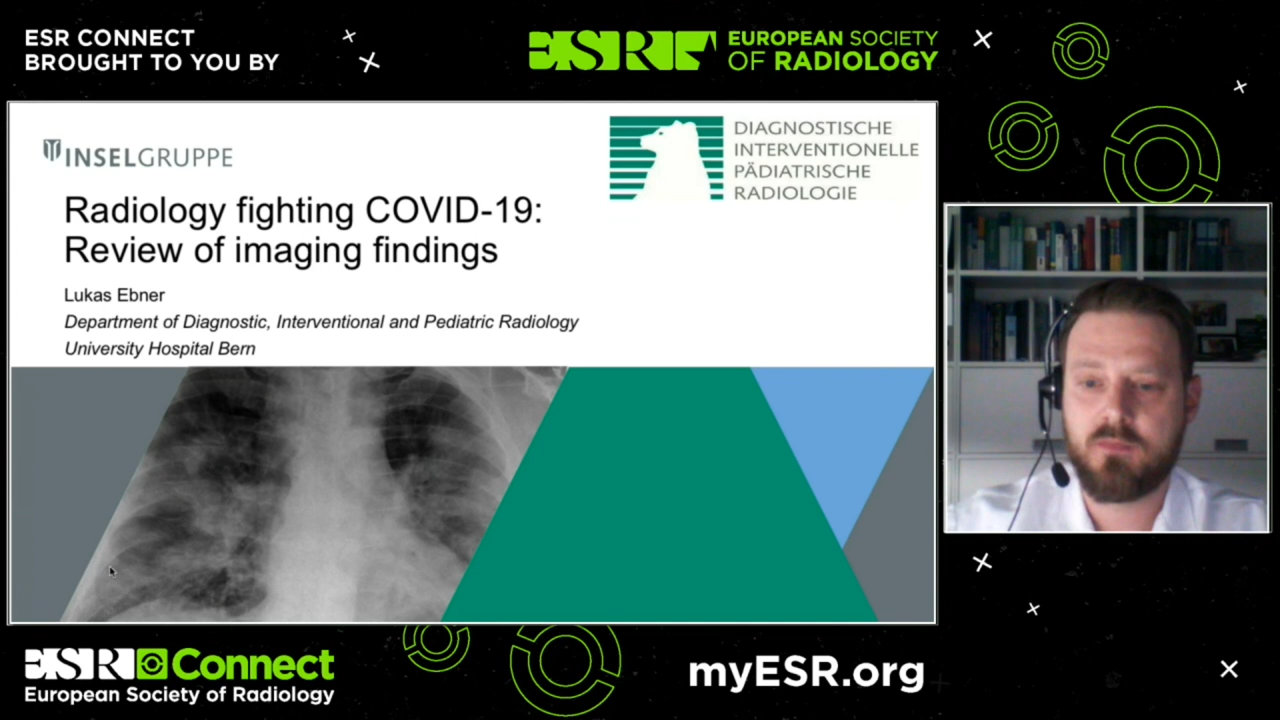 ESR CONNECT
BROUGHT TO YOU BY
ESR
EUROPEAN SOCIETY
OF RADIOLOGY
INSELGRUPPE
DIAGNOSTISCHE
INTERVENTIONELLE
PÄDIATRISCHE
RADIOLOGIE
Radiology fighting COVID-19:
Review of imaging findings
Lukas Ebner
Department of Diagnostic, Interventional and Pediatric Radiology
University Hospital Bern
ESR Connect
European Society of Radiology
myESR.org